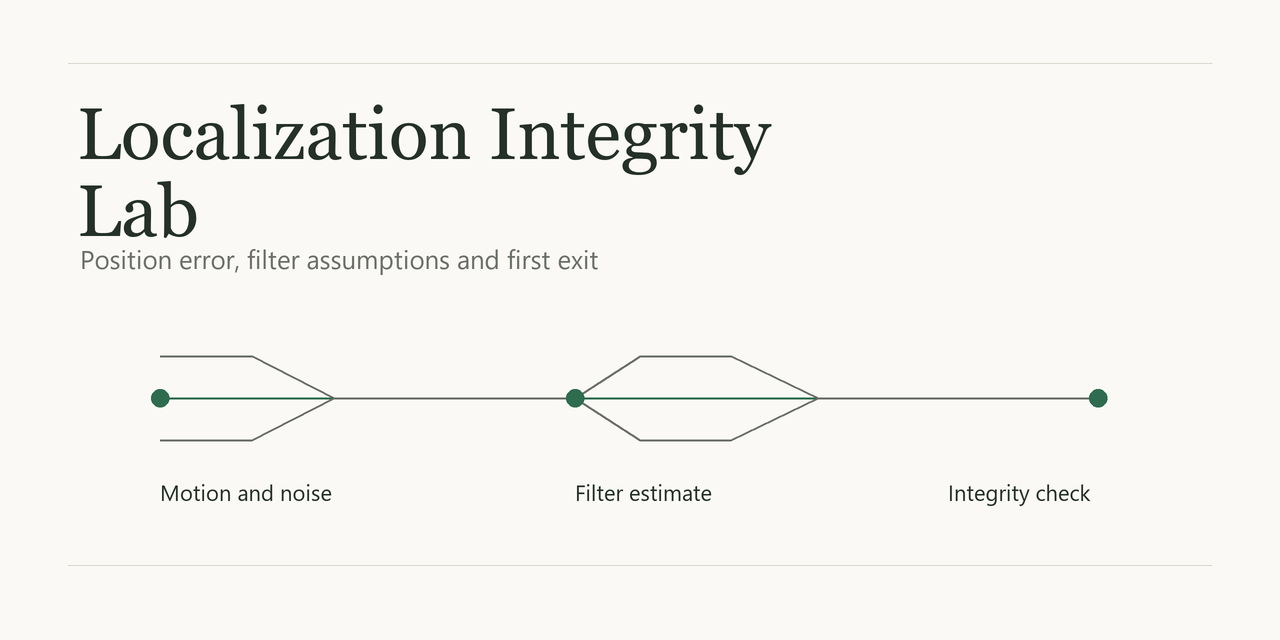 Localization Integrity
Lab
Position error, filter assumptions and first exit
Motion and noise
Filter estimate
Integrity check